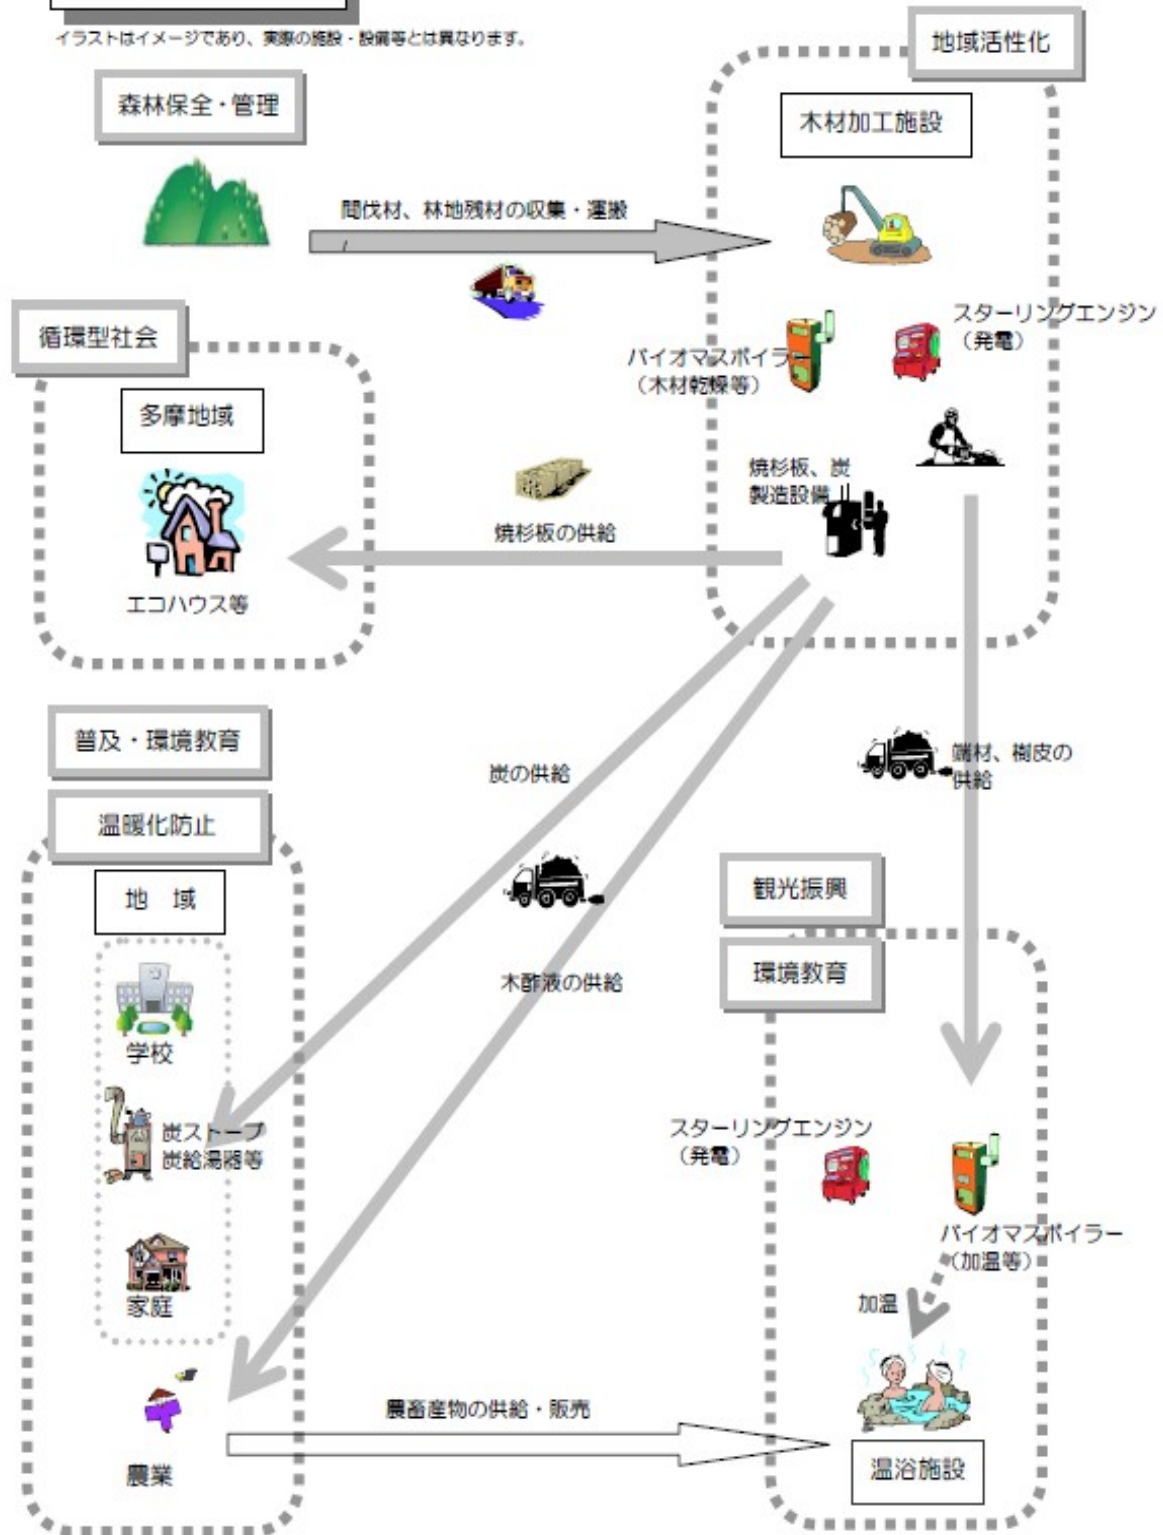 イラストはイメージであり、実際の施設・設備等とは異なります。
地域活性化
森林保全・管理
木材加工施設
間伐材、林地残材の収集・運搬
循環型社会
スターリングエンジン
（発電）
バイオマスボイラー
（木材乾燥等）
多摩地域
焼杉板、炭
製造設備
焼杉板の供給
エコハウス等
普及・環境教育
温暖化防止
地　域
炭の供給
端材、樹皮の
供給
観光振興
環境教育
木酢液の供給
学校
炭ストーブ
炭給湯器等
スターリングエンジン
（発電）
バイオマスボイラー
（加温等）
加温
家庭
農畜産物の供給・販売
農業
温浴施設